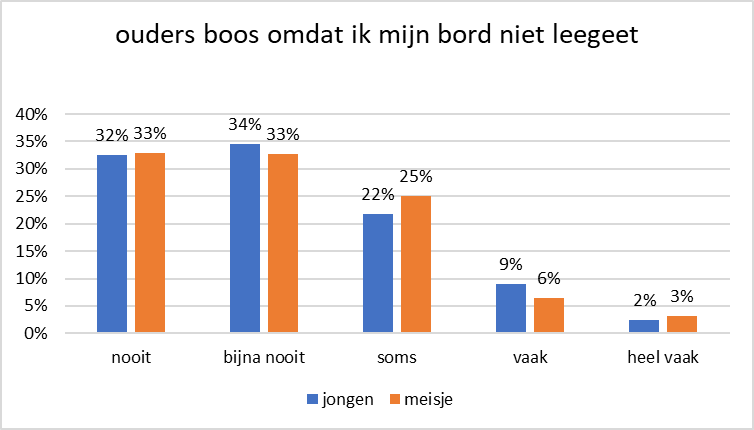 ouders boos omdat ik mijn bord niet leegeet
40%
35%
30%
25%
20%
15%
10%
5%
0%
32% 33% 34% 33% 22% 25% 9% 6% 2% 3%
nooit bijna nooit soms vaak heel vaak
jongen meisje